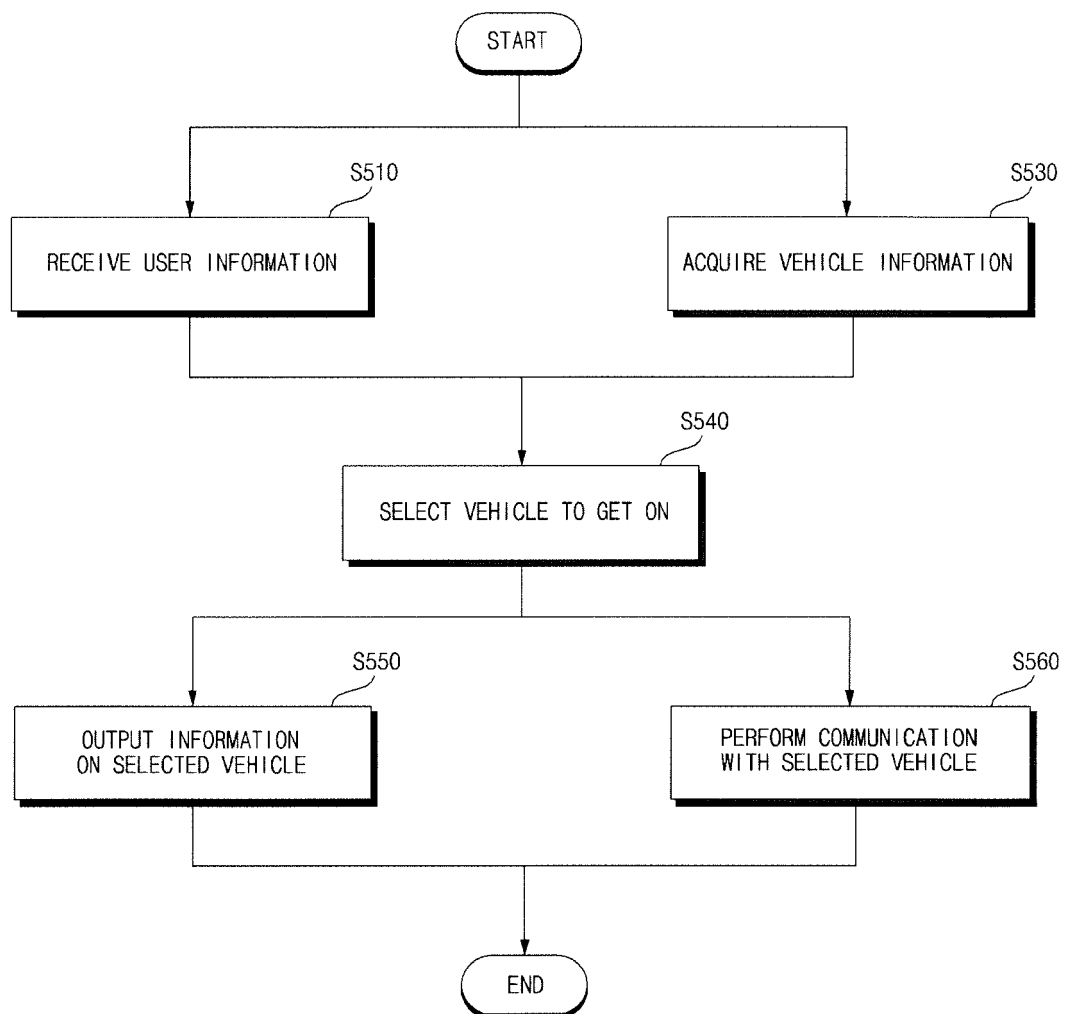 START
S510
S530
RECEIVE USER INFORMATION
ACQUIRE VEHICLE INFORMATION
S540
SELECT VEHICLE TO GET ON
S550
S560
OUTPUT INFORMATION
ON SELECTED VEHICLE
PERFORM COMMUNICATION
WITH SELECTED VEHICLE
END